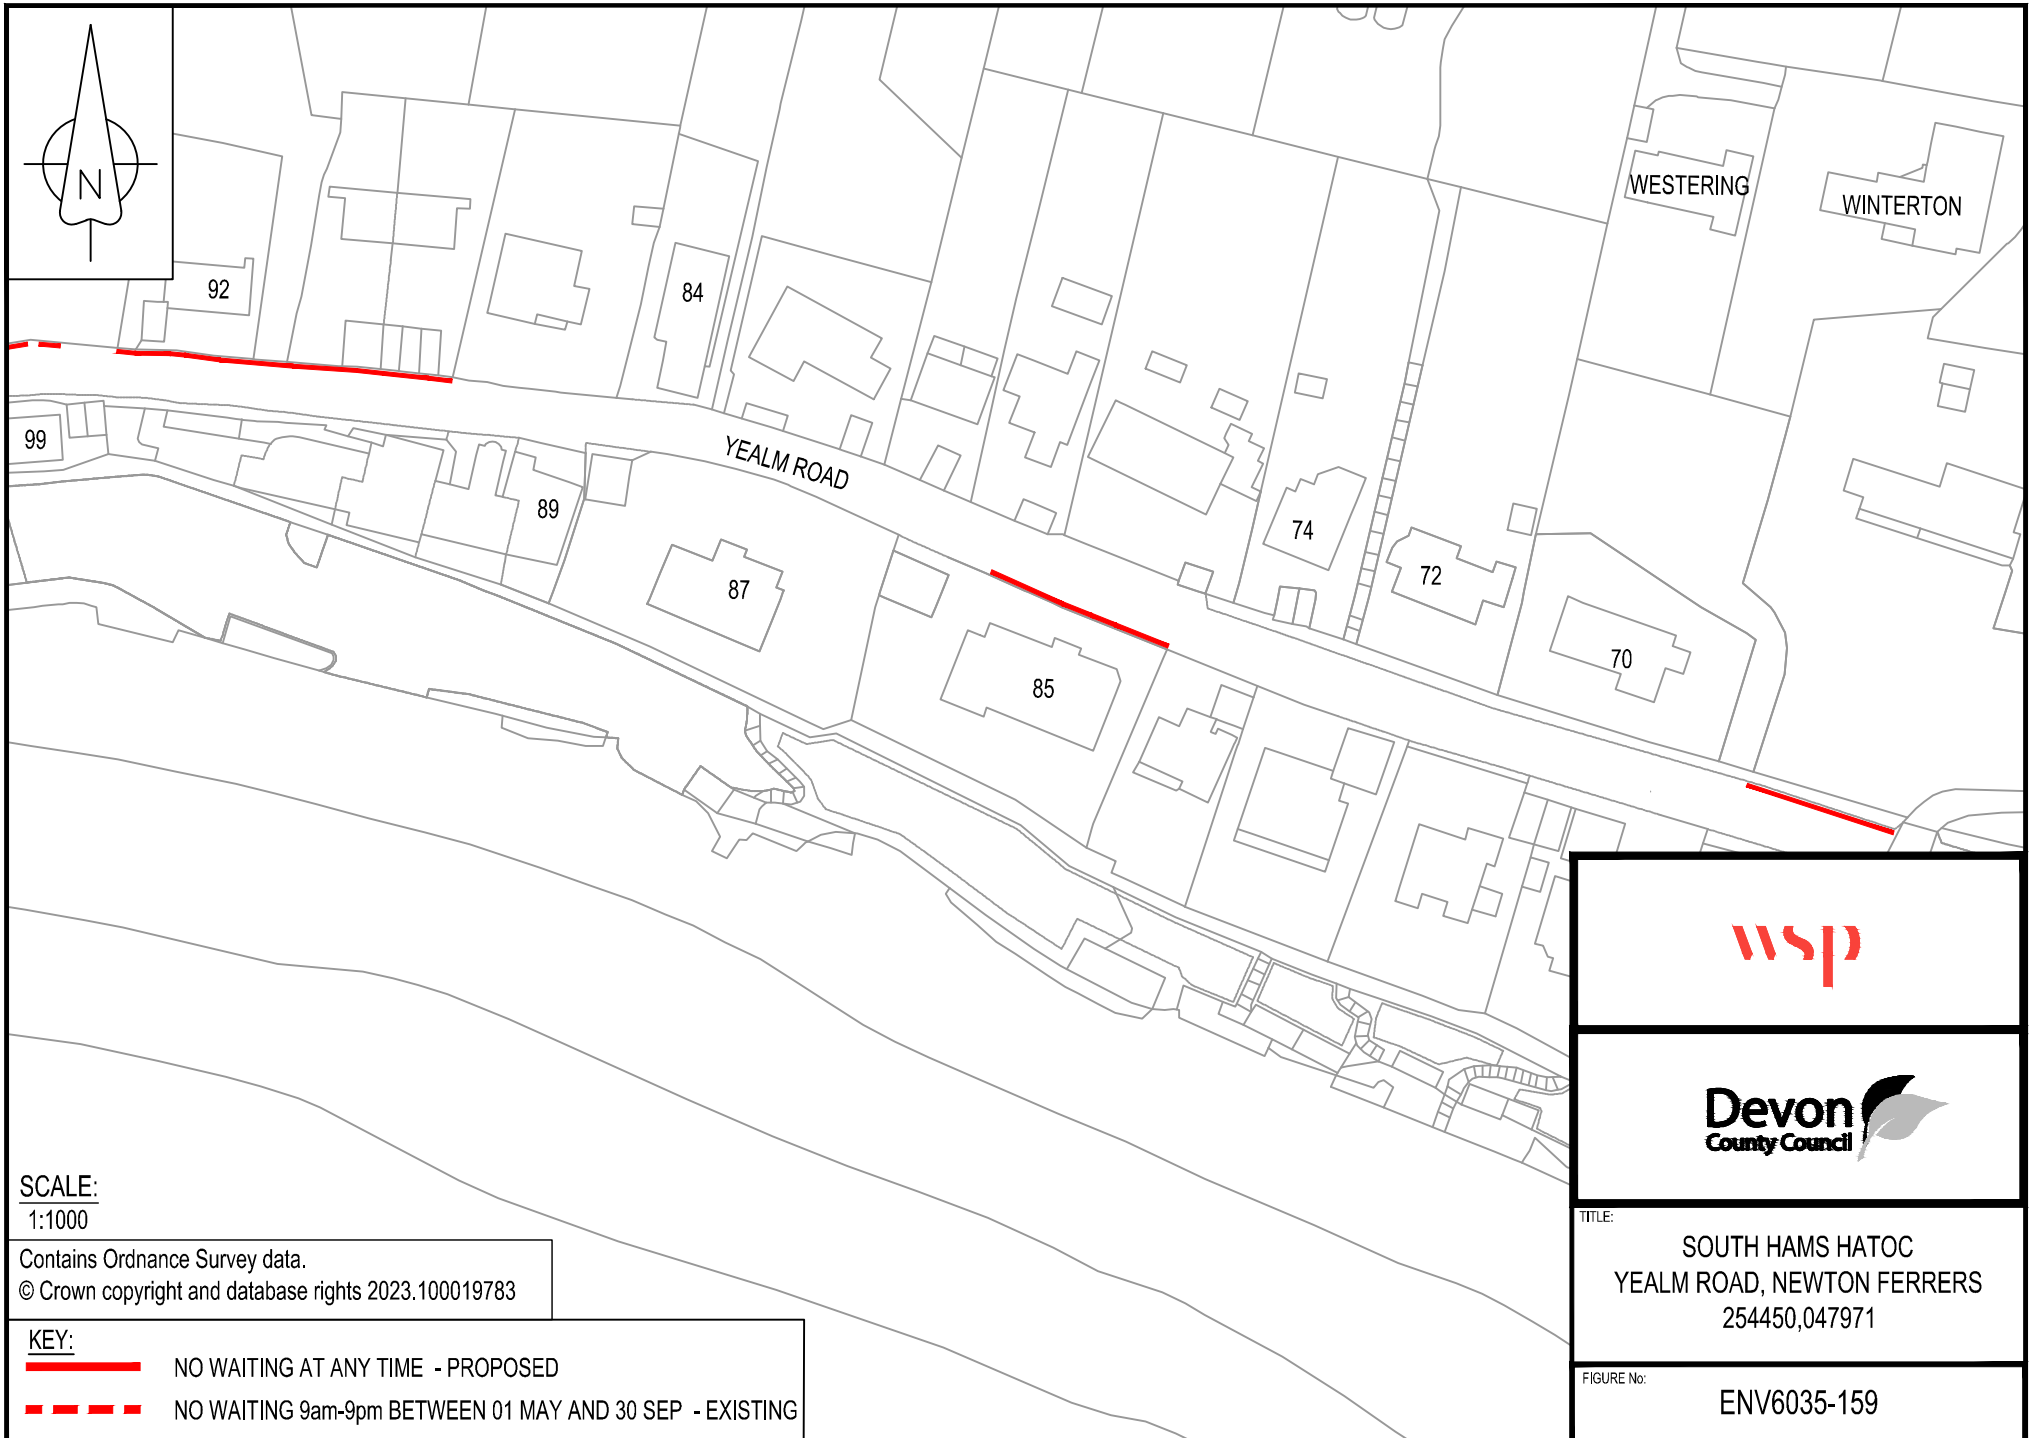 N
WESTERING
WINTERTON
92
84
99
YEALM ROAD
89
74
72
87
70
85
wsp
Devon
County Council
SCALE:
1:1000
TITLE:
SOUTH HAMS HATOC
YEALM ROAD, NEWTON FERRERS
254450,047971
Contains Ordnance Survey data.
© Crown copyright and database rights 2023.100019783
KEY:
NO WAITING AT ANY TIME - PROPOSED
NO WAITING 9am-9pm BETWEEN 01 MAY AND 30 SEP - EXISTING
FIGURE No:
ENV6035-159